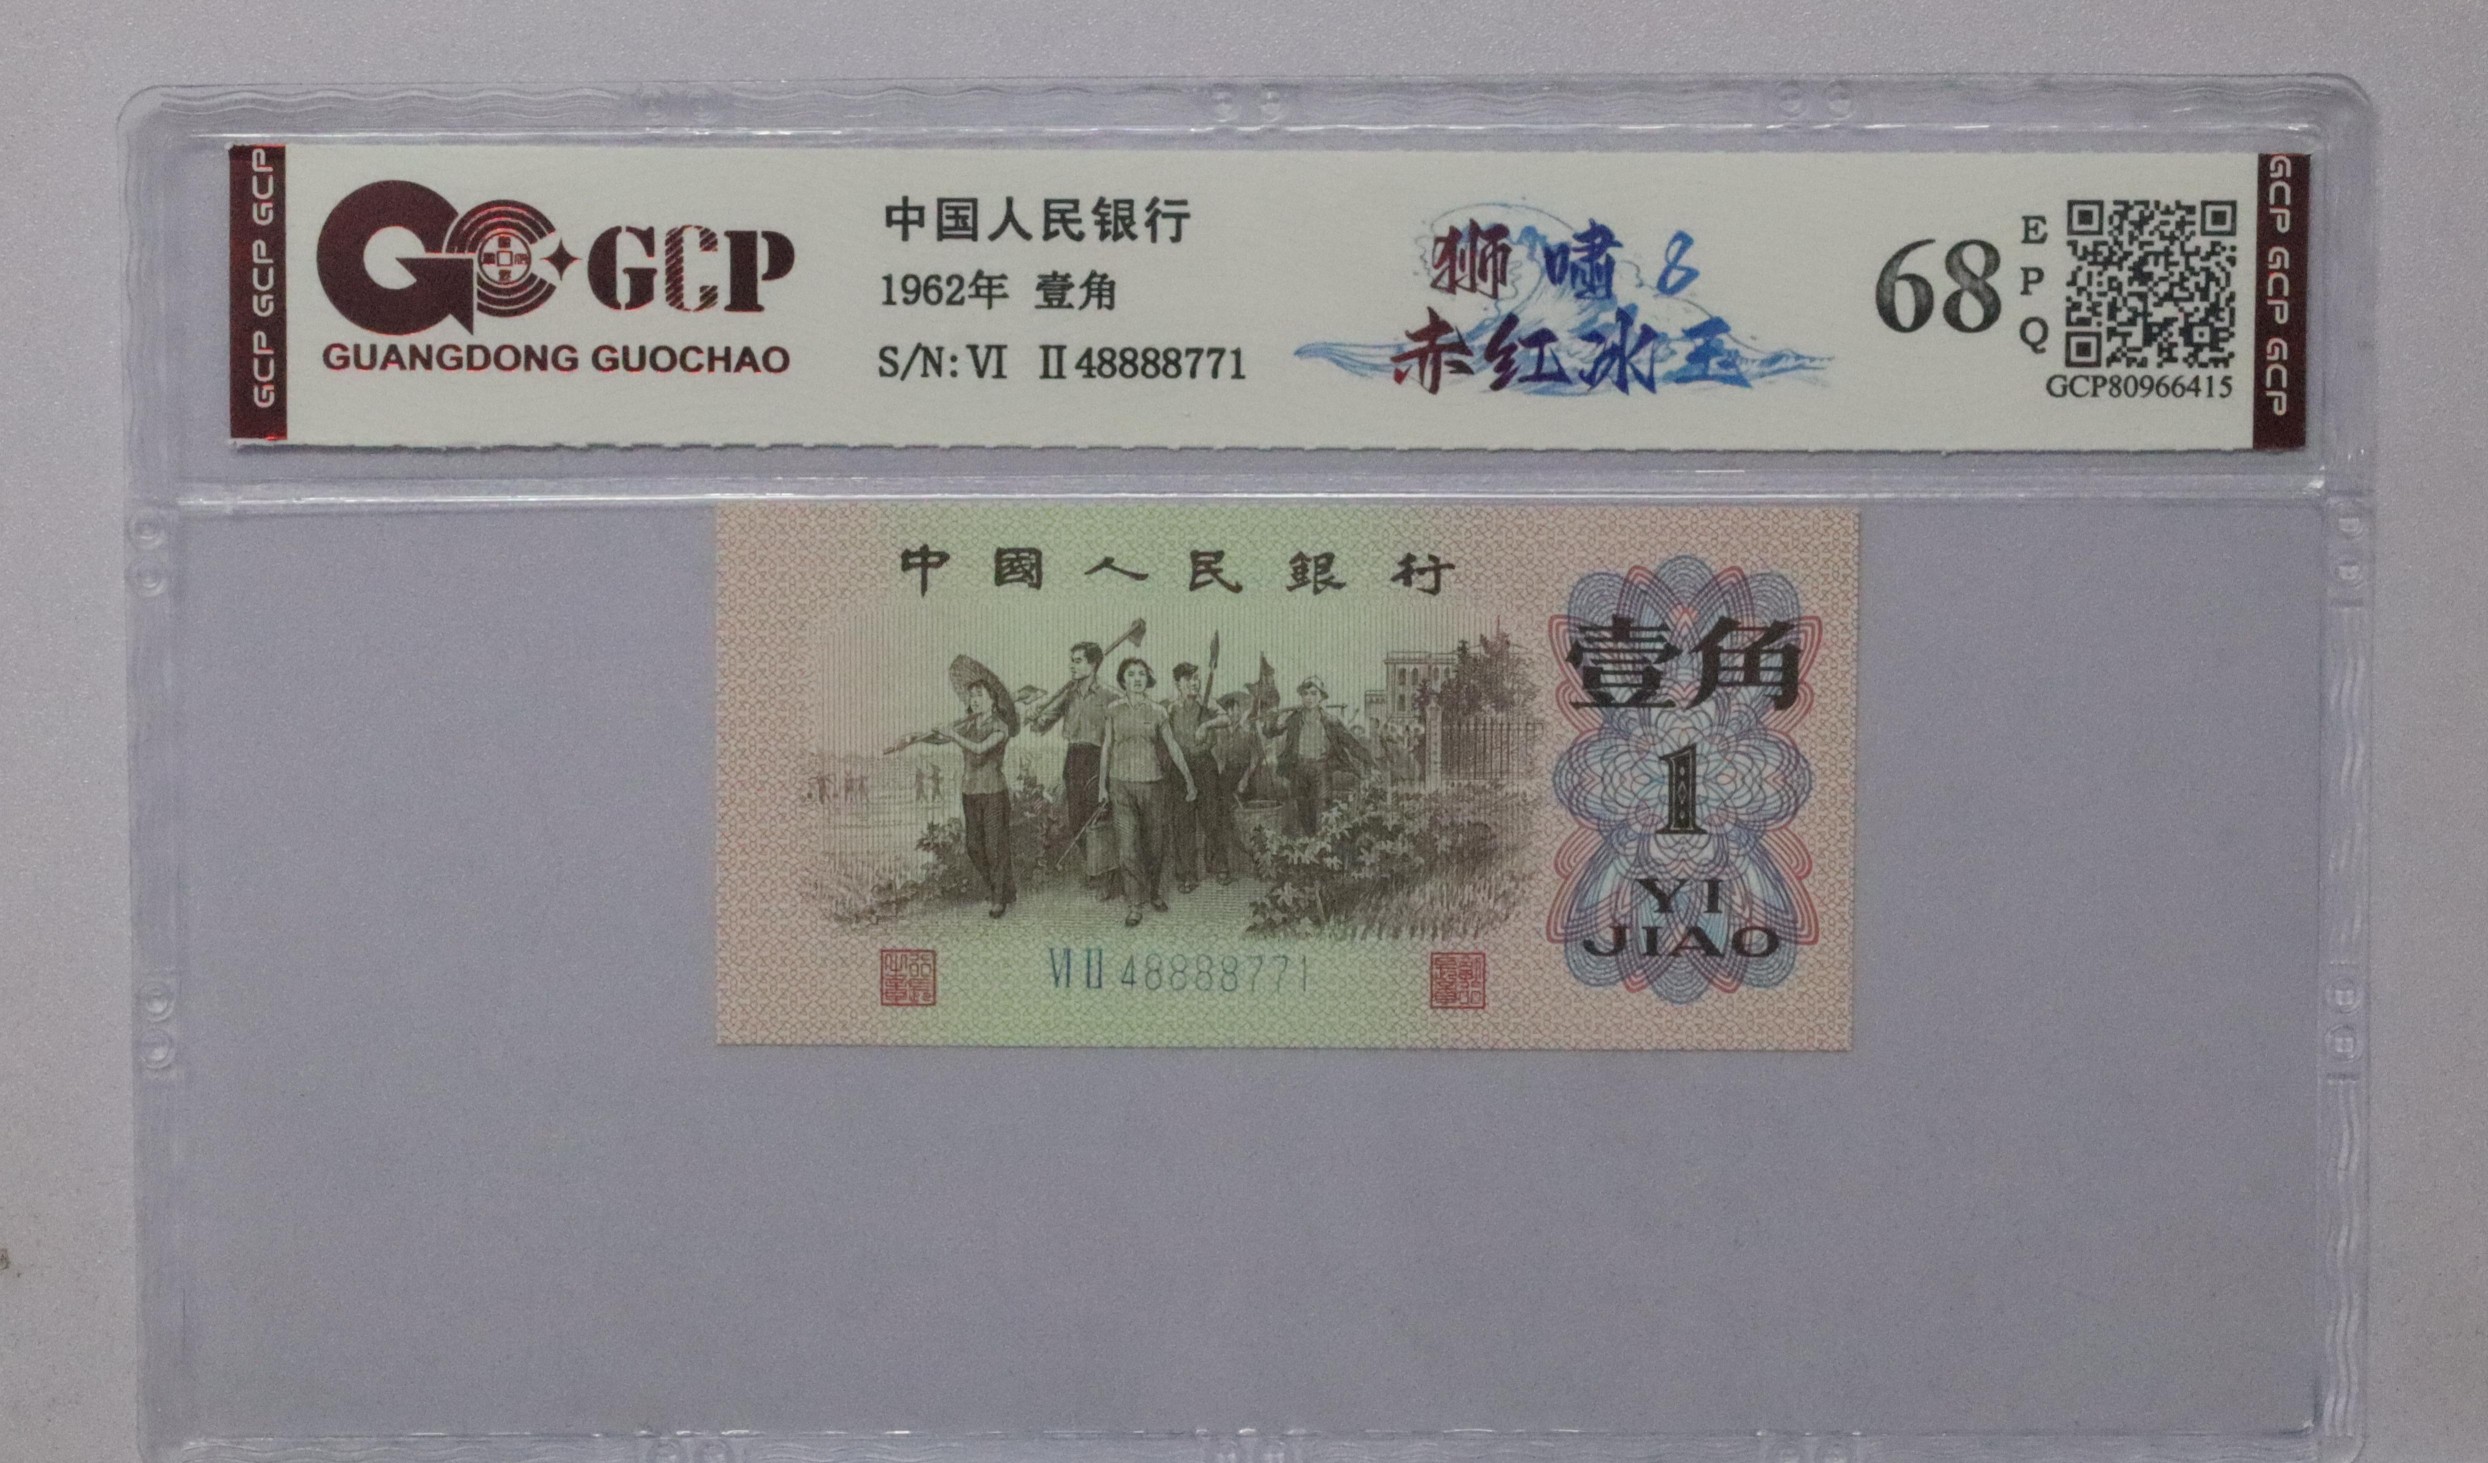 GCP GCP GCP
GCP
GUANGDONG GUOCHAO
中国人民银行
1962年 壹角
S/N: VI II 48888771
狮啸8
赤红冰玉
68
EPQ
GCP80966415
GCP GCP GCP
中國人民銀行
壹角
1
YI
JIAO
VI II 48888771